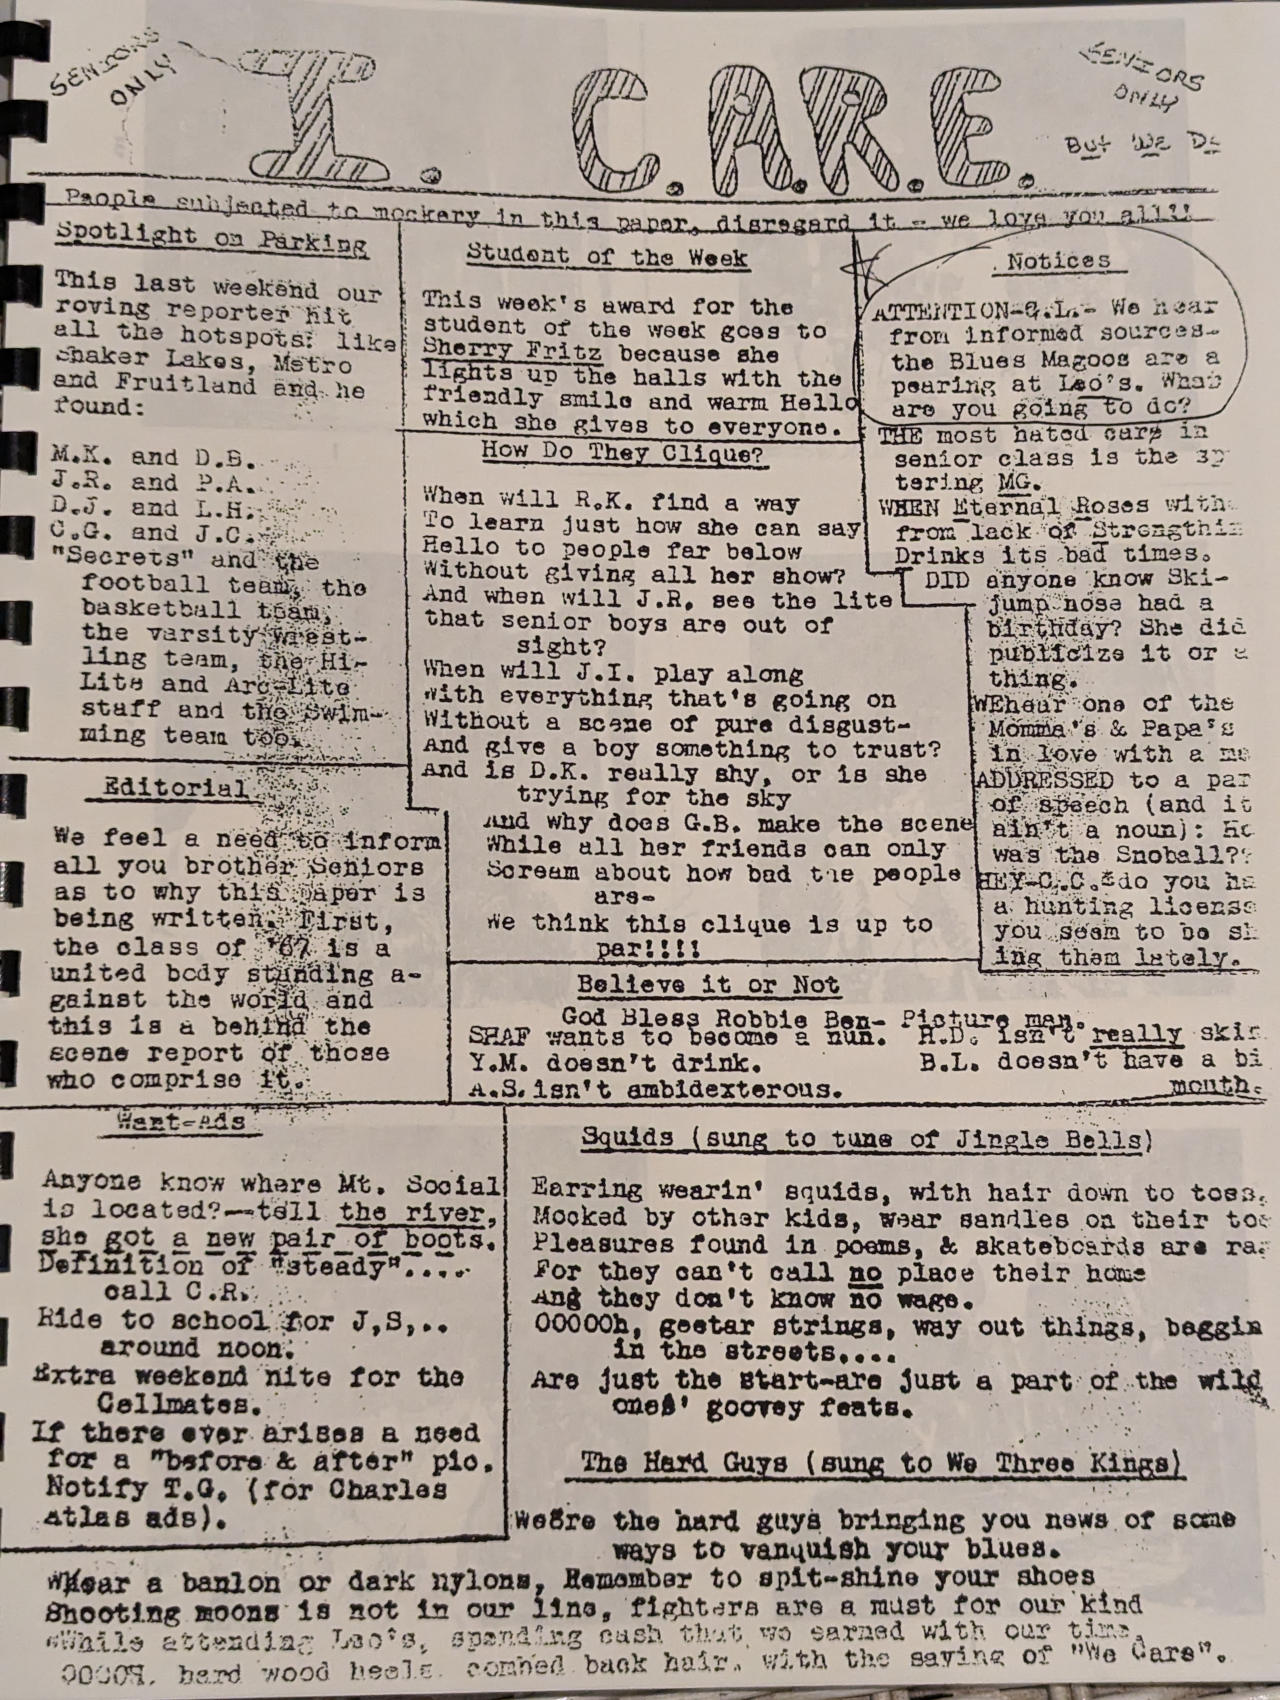 SENIORS
ONLY
I. C.A.R.E.
SENIORS
ONLY
But We Do
People subjected to mockery in this paper, disregard it - we love you all!!
Spotlight on Parking
This last weekend our
roving reporter hit
all the hotspots: like
Shaker Lakes, Metro
and Fruitland and he
found:
M.K. and D.B.
J.R. and P.A.
D.J. and L.H.
C.G. and J.C.
"Secrets" and the
football team, the
basketball team,
the varsity wrest-
ling team, the Hi-
Lite and Arc-Lite
staff and the Swim-
ming team too.
Editorial
We feel a need to inform
all you brother Seniors
as to why this paper is
being written. First,
the class of '67 is a
united body standing a-
gainst the world and
this is a behind the
scene report of those
who comprise it.
Student of the Week
This week's award for the
student of the week goes to
Sherry Fritz because she
lights up the halls with the
friendly smile and warm Hello
which she gives to everyone.
How Do They Clique?
When will R.K. find a way
To learn just how she can say
Hello to people far below
Without giving all her show?
And when will J.R. see the lite
that senior boys are out of
sight?
When will J.I. play along
With everything that's going on
Without a scene of pure disgust-
And give a boy something to trust?
And is D.K. really shy, or is she
trying for the sky
And why does G.B. make the scene
While all her friends can only
Scream about how bad the people
are-
We think this clique is up to
par!!!!
Notices
ATTENTION-G.L.- We hear
from informed sources-
the Blues Magoos are a
pearing at Leo's. What
are you going to do?
THE most hated cars in
senior class is the
tering MG.
WHEN Eternal Roses with
from lack of Strengthin
Drinks its bad times.
DID anyone know Ski-
jump nose had a
birthday? She did
publicize it or a
thing.
WEhear one of the
Momma's & Papa's
in love with a
ADDRESSED to a par
of speech (and it
ain't a noun): Ho
was the Snoball??
HEY-C.C.-do you ha
a hunting license
you seem to be sh
ing them lately.
Believe it or Not
God Bless Robbie Ben- Picture man.
SHAF wants to become a nun. H.D. isn't really
Y.M. doesn't drink. B.L. doesn't have a bi
A.S. isn't ambidexterous. mouth.
Want-Ads
Anyone know where Mt. Social
is located?--tell the river,
she got a new pair of boots.
Definition of "steady"....
call C.R.
Ride to school for J,S,..
around noon.
Extra weekend nite for the
Cellmates.
If there ever arises a need
for a "before & after" pic.
Notify T.G. (for Charles
Atlas ads).
Squids (sung to tune of Jingle Bells)
Earring wearin' squids, with hair down to toes,
Mocked by other kids, wear sandles on their toe
Pleasures found in poems, & skateboards are
For they can't call no place their home
And they don't know no wage.
OOOOOh, geetar strings, way out things, beggin
in the streets....
Are just the start-are just a part of the wild
ones' goovey feats.
The Hard Guys (sung to We Three Kings)
We're the hard guys bringing you news of some
ways to vanquish your blues.
Wear a banlon or dark nylons, Remember to spit-shine your shoes
Shooting moons is not in our line, fighters are a must for our kind
While attending Leo's, spending cash that we earned with our time,
OOOOH, hard wood heels, combed back hair, with the saying of "We Care".